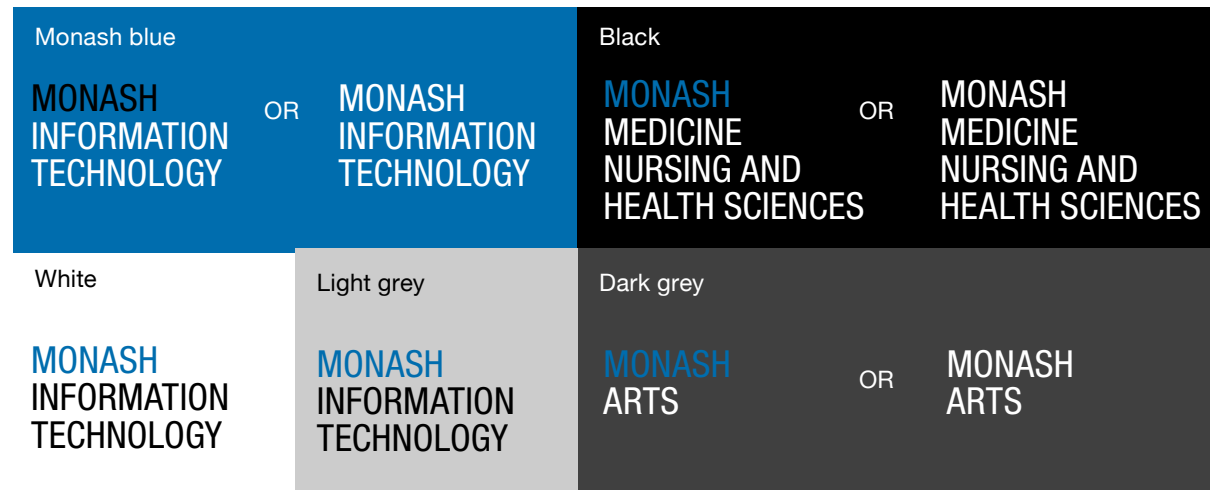 Monash blue
MONASH
INFORMATION
TECHNOLOGY
OR
MONASH
INFORMATION
TECHNOLOGY
Black
MONASH
MEDICINE
NURSING AND
HEALTH SCIENCES
OR
MONASH
MEDICINE
NURSING AND
HEALTH SCIENCES
White
MONASH
INFORMATION
TECHNOLOGY
Light grey
MONASH
INFORMATION
TECHNOLOGY
Dark grey
MONASH
ARTS
OR
MONASH
ARTS